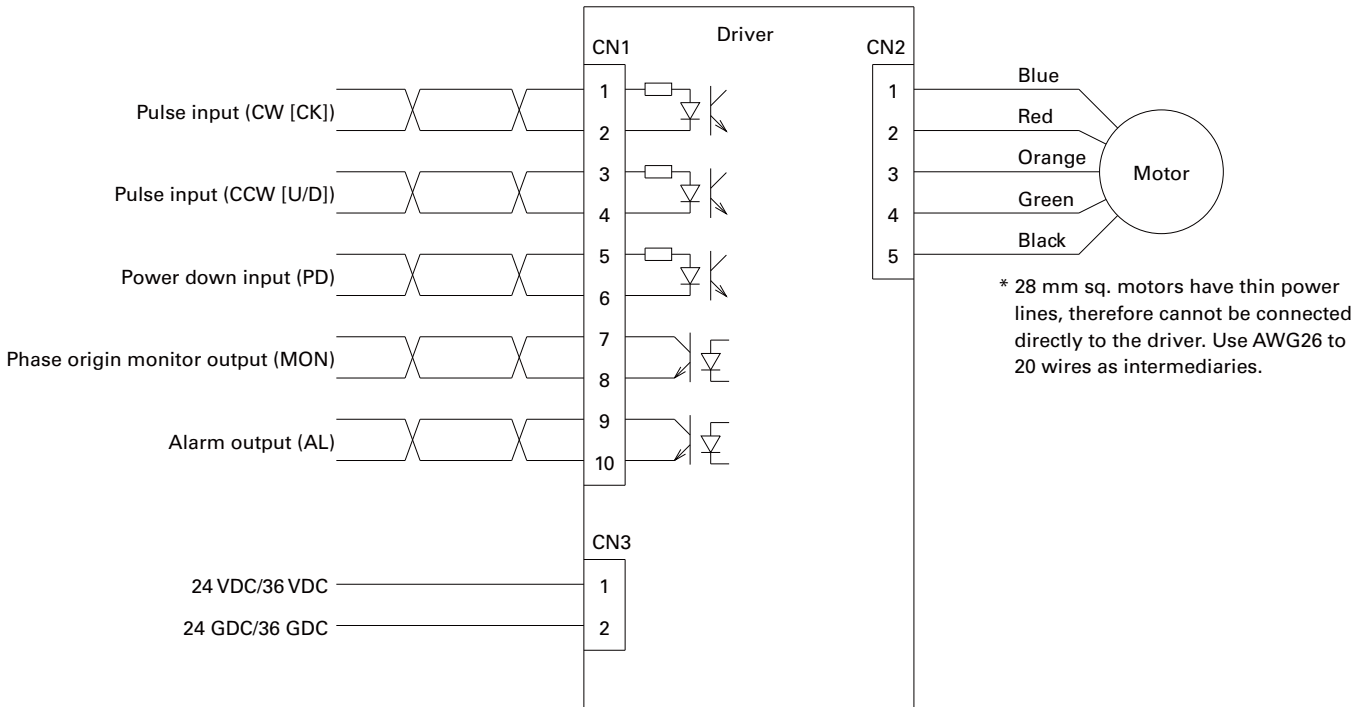 Driver
CN1
CN2
Pulse input (CW [CK])
1
2
Pulse input (CCW [U/D])
3
4
Power down input (PD)
5
6
Phase origin monitor output (MON)
7
8
Alarm output (AL)
9
10
1
Blue
2
Red
3
Orange
4
Green
5
Black
Motor
* 28 mm sq. motors have thin power
lines, therefore cannot be connected
directly to the driver. Use AWG26 to
20 wires as intermediaries.
CN3
24 VDC/36 VDC
1
24 GDC/36 GDC
2